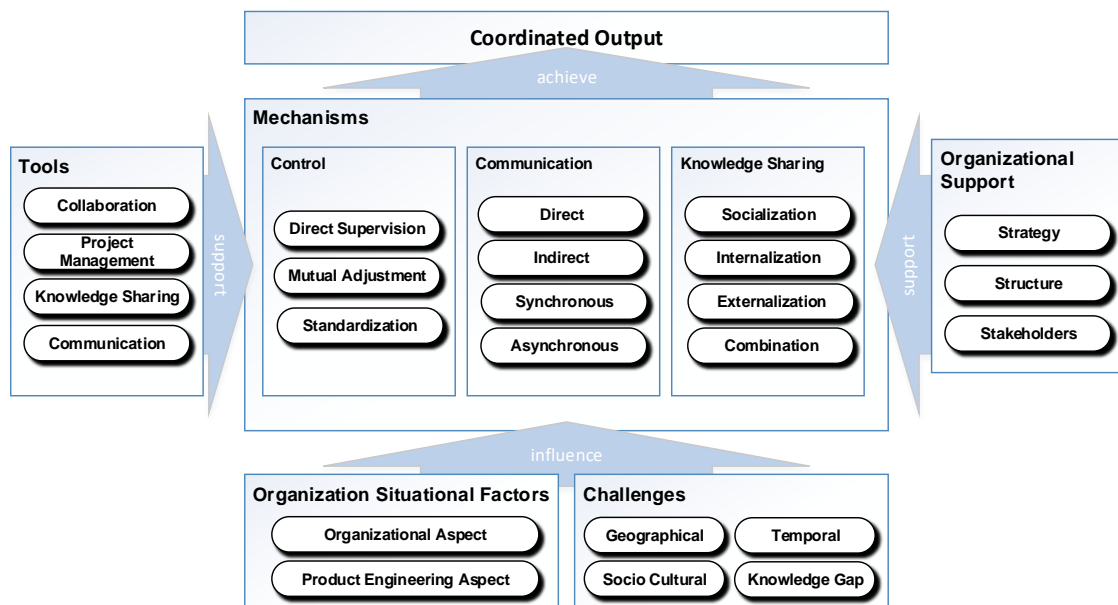 Coordinated Output
achieve
Mechanisms
Tools
Collaboration
Project
Management
Knowledge Sharing
Communication
support
Control
Direct Supervision
Mutual Adjustment
Standardization
Communication
Direct
Indirect
Synchronous
Asynchronous
Knowledge Sharing
Socialization
Internalization
Externalization
Combination
support
Organizational
Support
Strategy
Structure
Stakeholders
influence
Organization Situational Factors
Organizational Aspect
Product Engineering Aspect
Challenges
Geographical
Temporal
Socio Cultural
Knowledge Gap